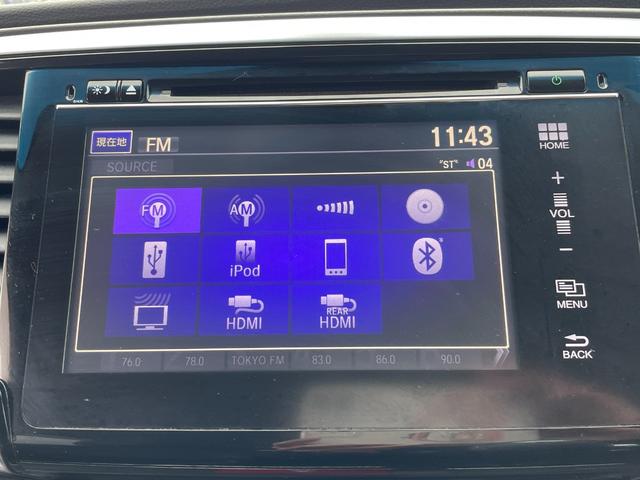 現在地 FM 11:43
SOURCE "ST" 04
FM AM
iPod
HDMI REAR HDMI
76.0 78.0 TOKYO FM 83.0 86.0 90.0
HOME
+
VOL
−
MENU
BACK